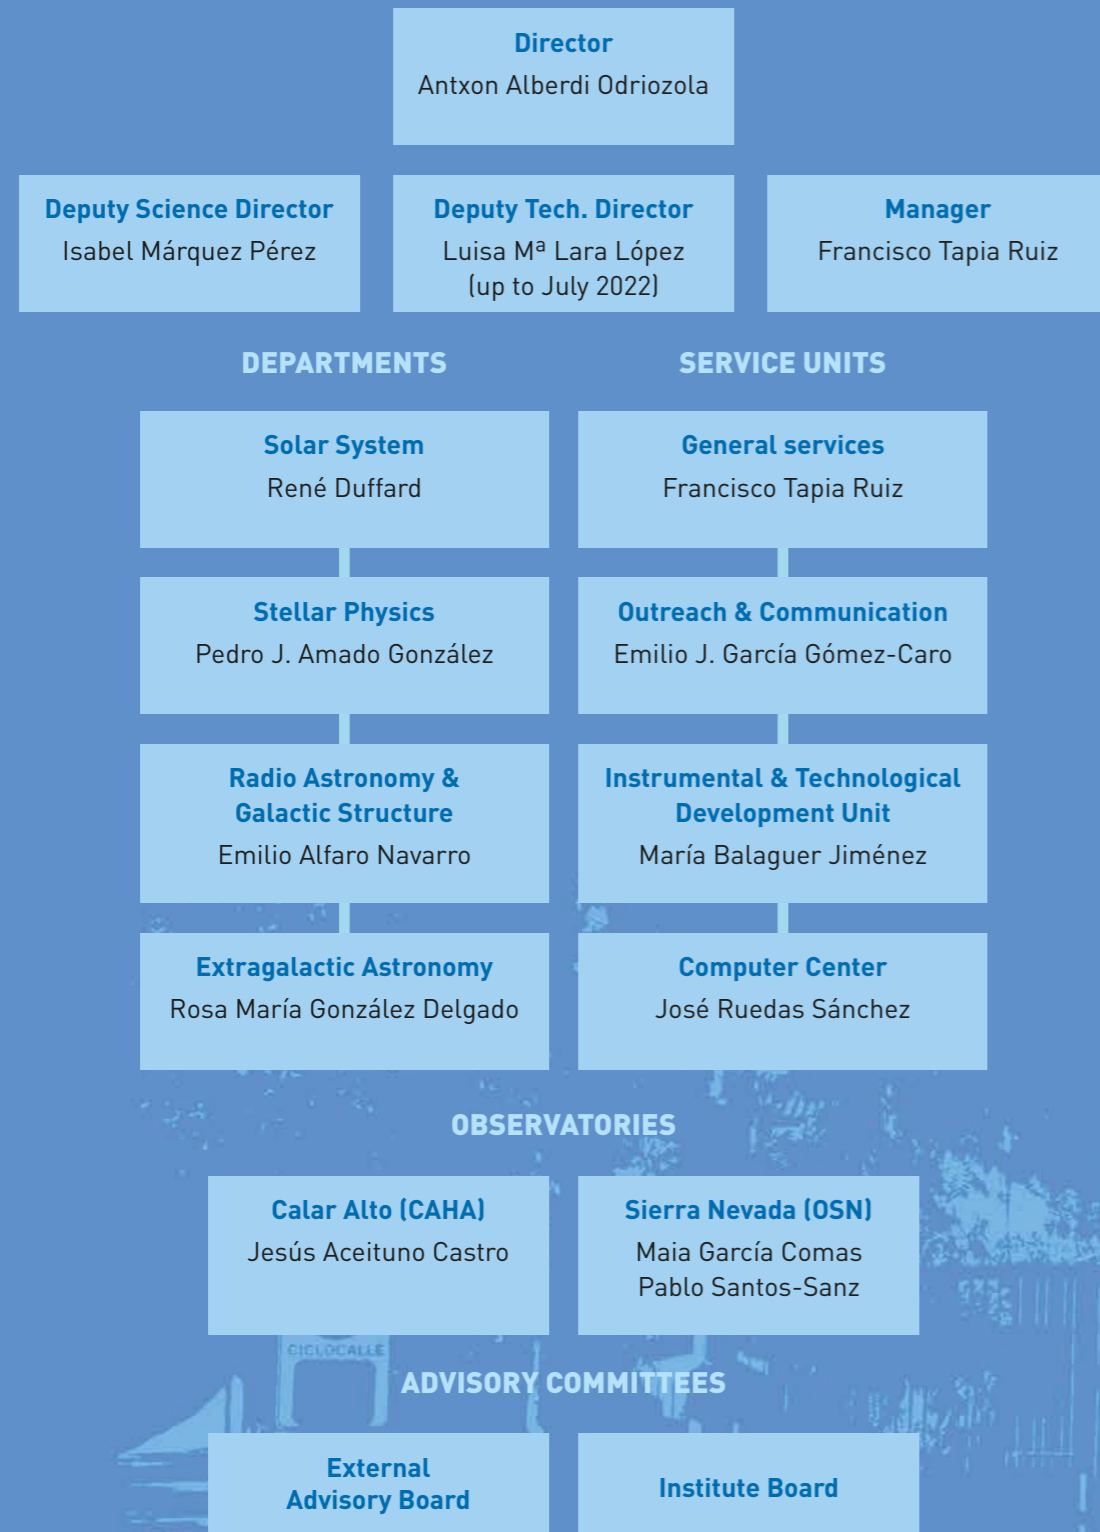 Director
Antxon Alberdi Odriozola
Deputy Science Director
Isabel Márquez Pérez
Deputy Tech. Director
Luisa Mª Lara López
(up to July 2022)
Manager
Francisco Tapia Ruiz
DEPARTMENTS
Solar System
René Duffard
Stellar Physics
Pedro J. Amado González
Radio Astronomy &
Galactic Structure
Emilio Alfaro Navarro
Extragalactic Astronomy
Rosa María González Delgado
SERVICE UNITS
General services
Francisco Tapia Ruiz
Outreach & Communication
Emilio J. García Gómez-Caro
Instrumental & Technological
Development Unit
María Balaguer Jiménez
Computer Center
José Ruedas Sánchez
OBSERVATORIES
Calar Alto (CAHA)
Jesús Aceituno Castro
Sierra Nevada (OSN)
Maia García Comas
Pablo Santos-Sanz
CICLOCALLE
ADVISORY COMMITTEES
External
Advisory Board
Institute Board